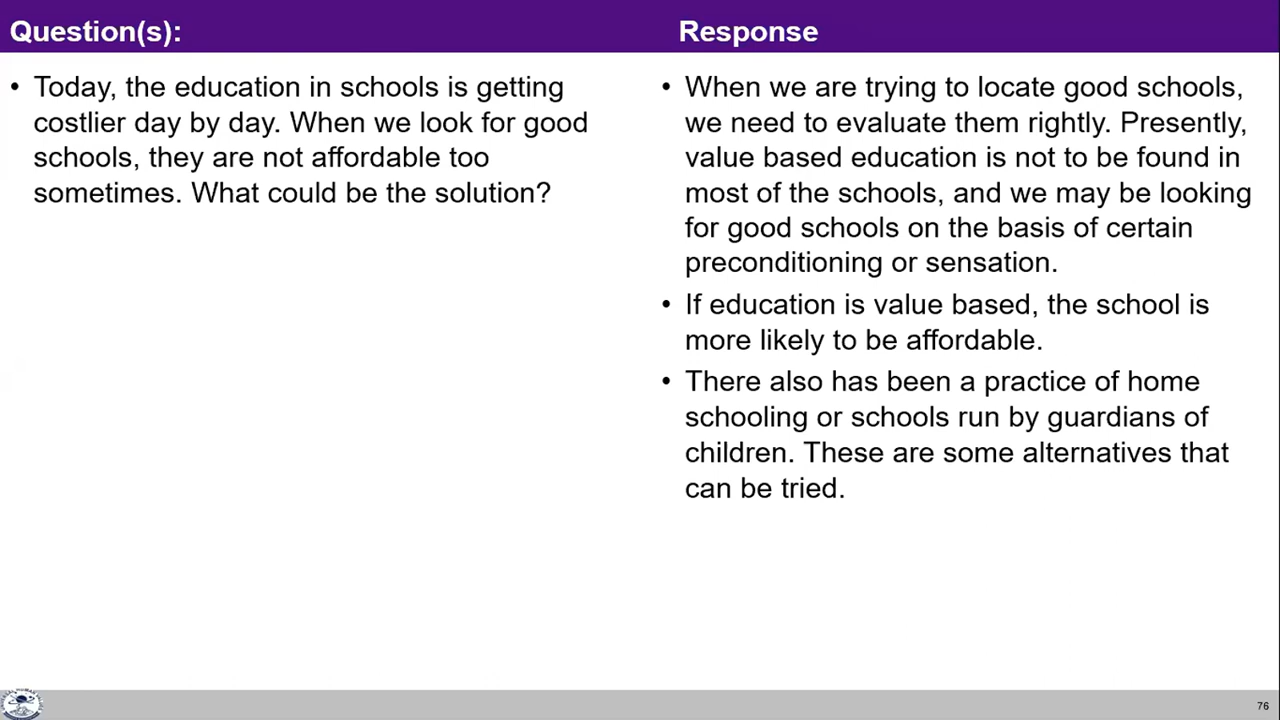 Question(s):
Response
• Today, the education in schools is getting
costlier day by day. When we look for good
schools, they are not affordable too
sometimes. What could be the solution?
• When we are trying to locate good schools,
we need to evaluate them rightly. Presently,
value based education is not to be found in
most of the schools, and we may be looking
for good schools on the basis of certain
preconditioning or sensation.
• If education is value based, the school is
more likely to be affordable.
• There also has been a practice of home
schooling or schools run by guardians of
children. These are some alternatives that
can be tried.
76